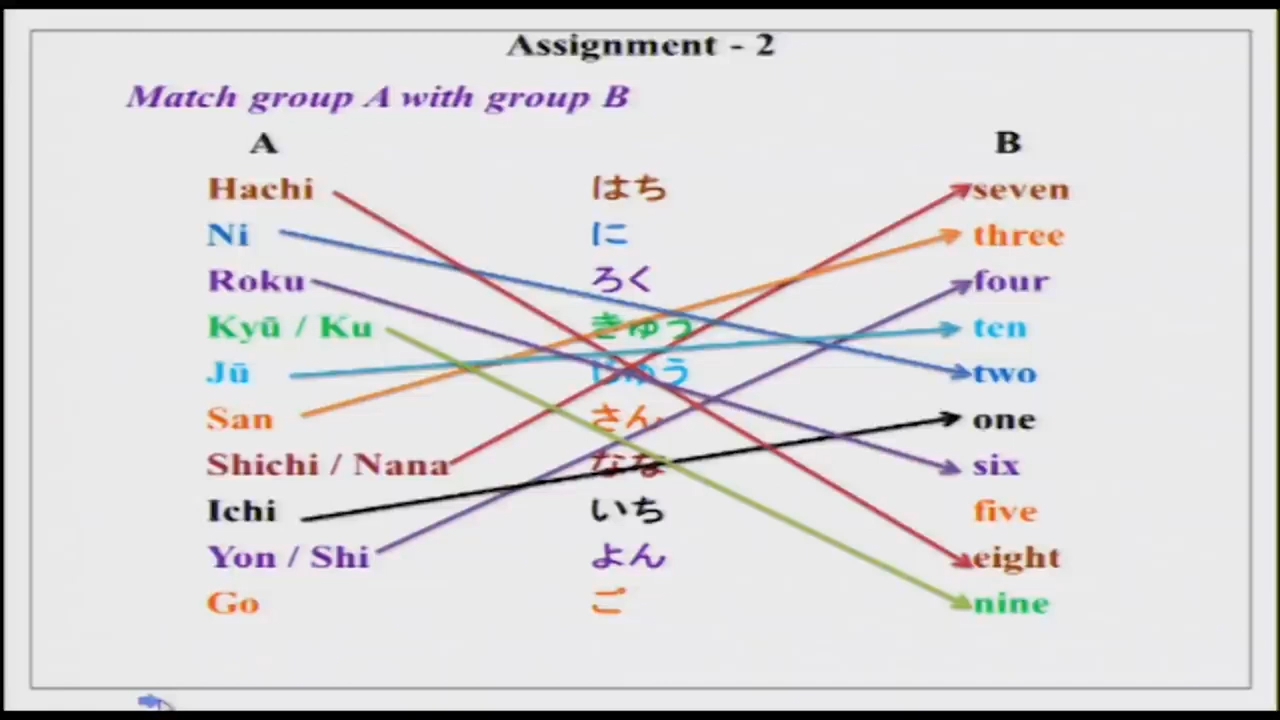 Assignment - 2
Match group A with group B
A B
Hachi はち seven
Ni に three
Roku ろく four
Kyū / Ku きゅう ten
Jū じゅう two
San さん one
Shichi / Nana なな six
Ichi いち five
Yon / Shi よん eight
Go ご nine